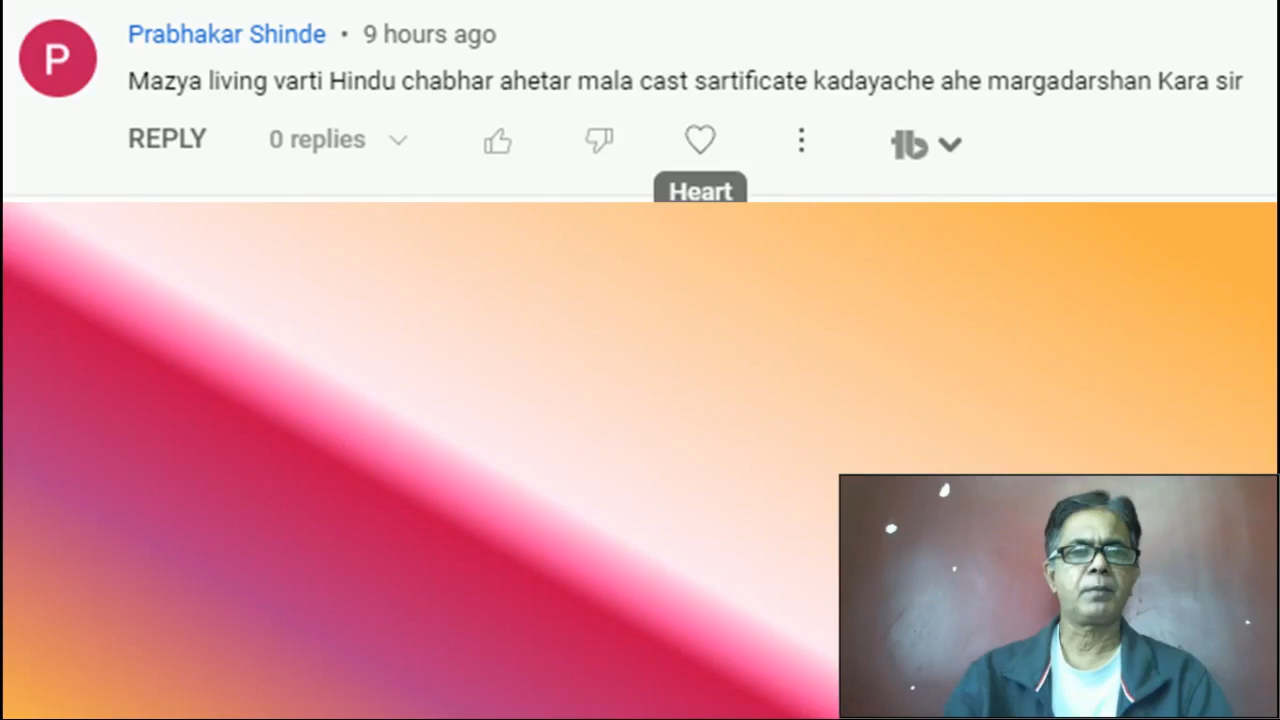 P
Prabhakar Shinde • 9 hours ago
Mazya living varti Hindu chabhar ahetar mala cast sartificate kadayache ahe margadarshan Kara sir
REPLY 0 replies
Heart